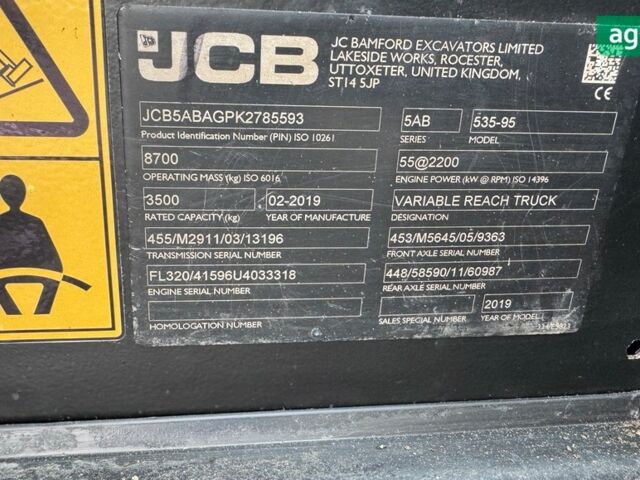 ag
JCB
JC BAMFORD EXCAVATORS LIMITED
LAKESIDE WORKS, ROCESTER,
UTTOXETER, UNITED KINGDOM,
ST14 5JP
CE
JCB5ABAGPK2785593
Product Identification Number (PIN) ISO 10261
5AB
SERIES
535-95
MODEL
8700
OPERATING MASS (kg) ISO 6016
55@2200
ENGINE POWER (kW @ RPM) ISO 14396
3500
RATED CAPACITY (kg)
02-2019
YEAR OF MANUFACTURE
VARIABLE REACH TRUCK
DESIGNATION
455/M2911/03/13196
TRANSMISSION SERIAL NUMBER
453/M5645/05/9363
FRONT AXLE SERIAL NUMBER
FL320/41596U4033318
ENGINE SERIAL NUMBER
448/58590/11/60987
REAR AXLE SERIAL NUMBER
HOMOLOGATION NUMBER
SALES SPECIAL NUMBER
2019
YEAR OF MODEL